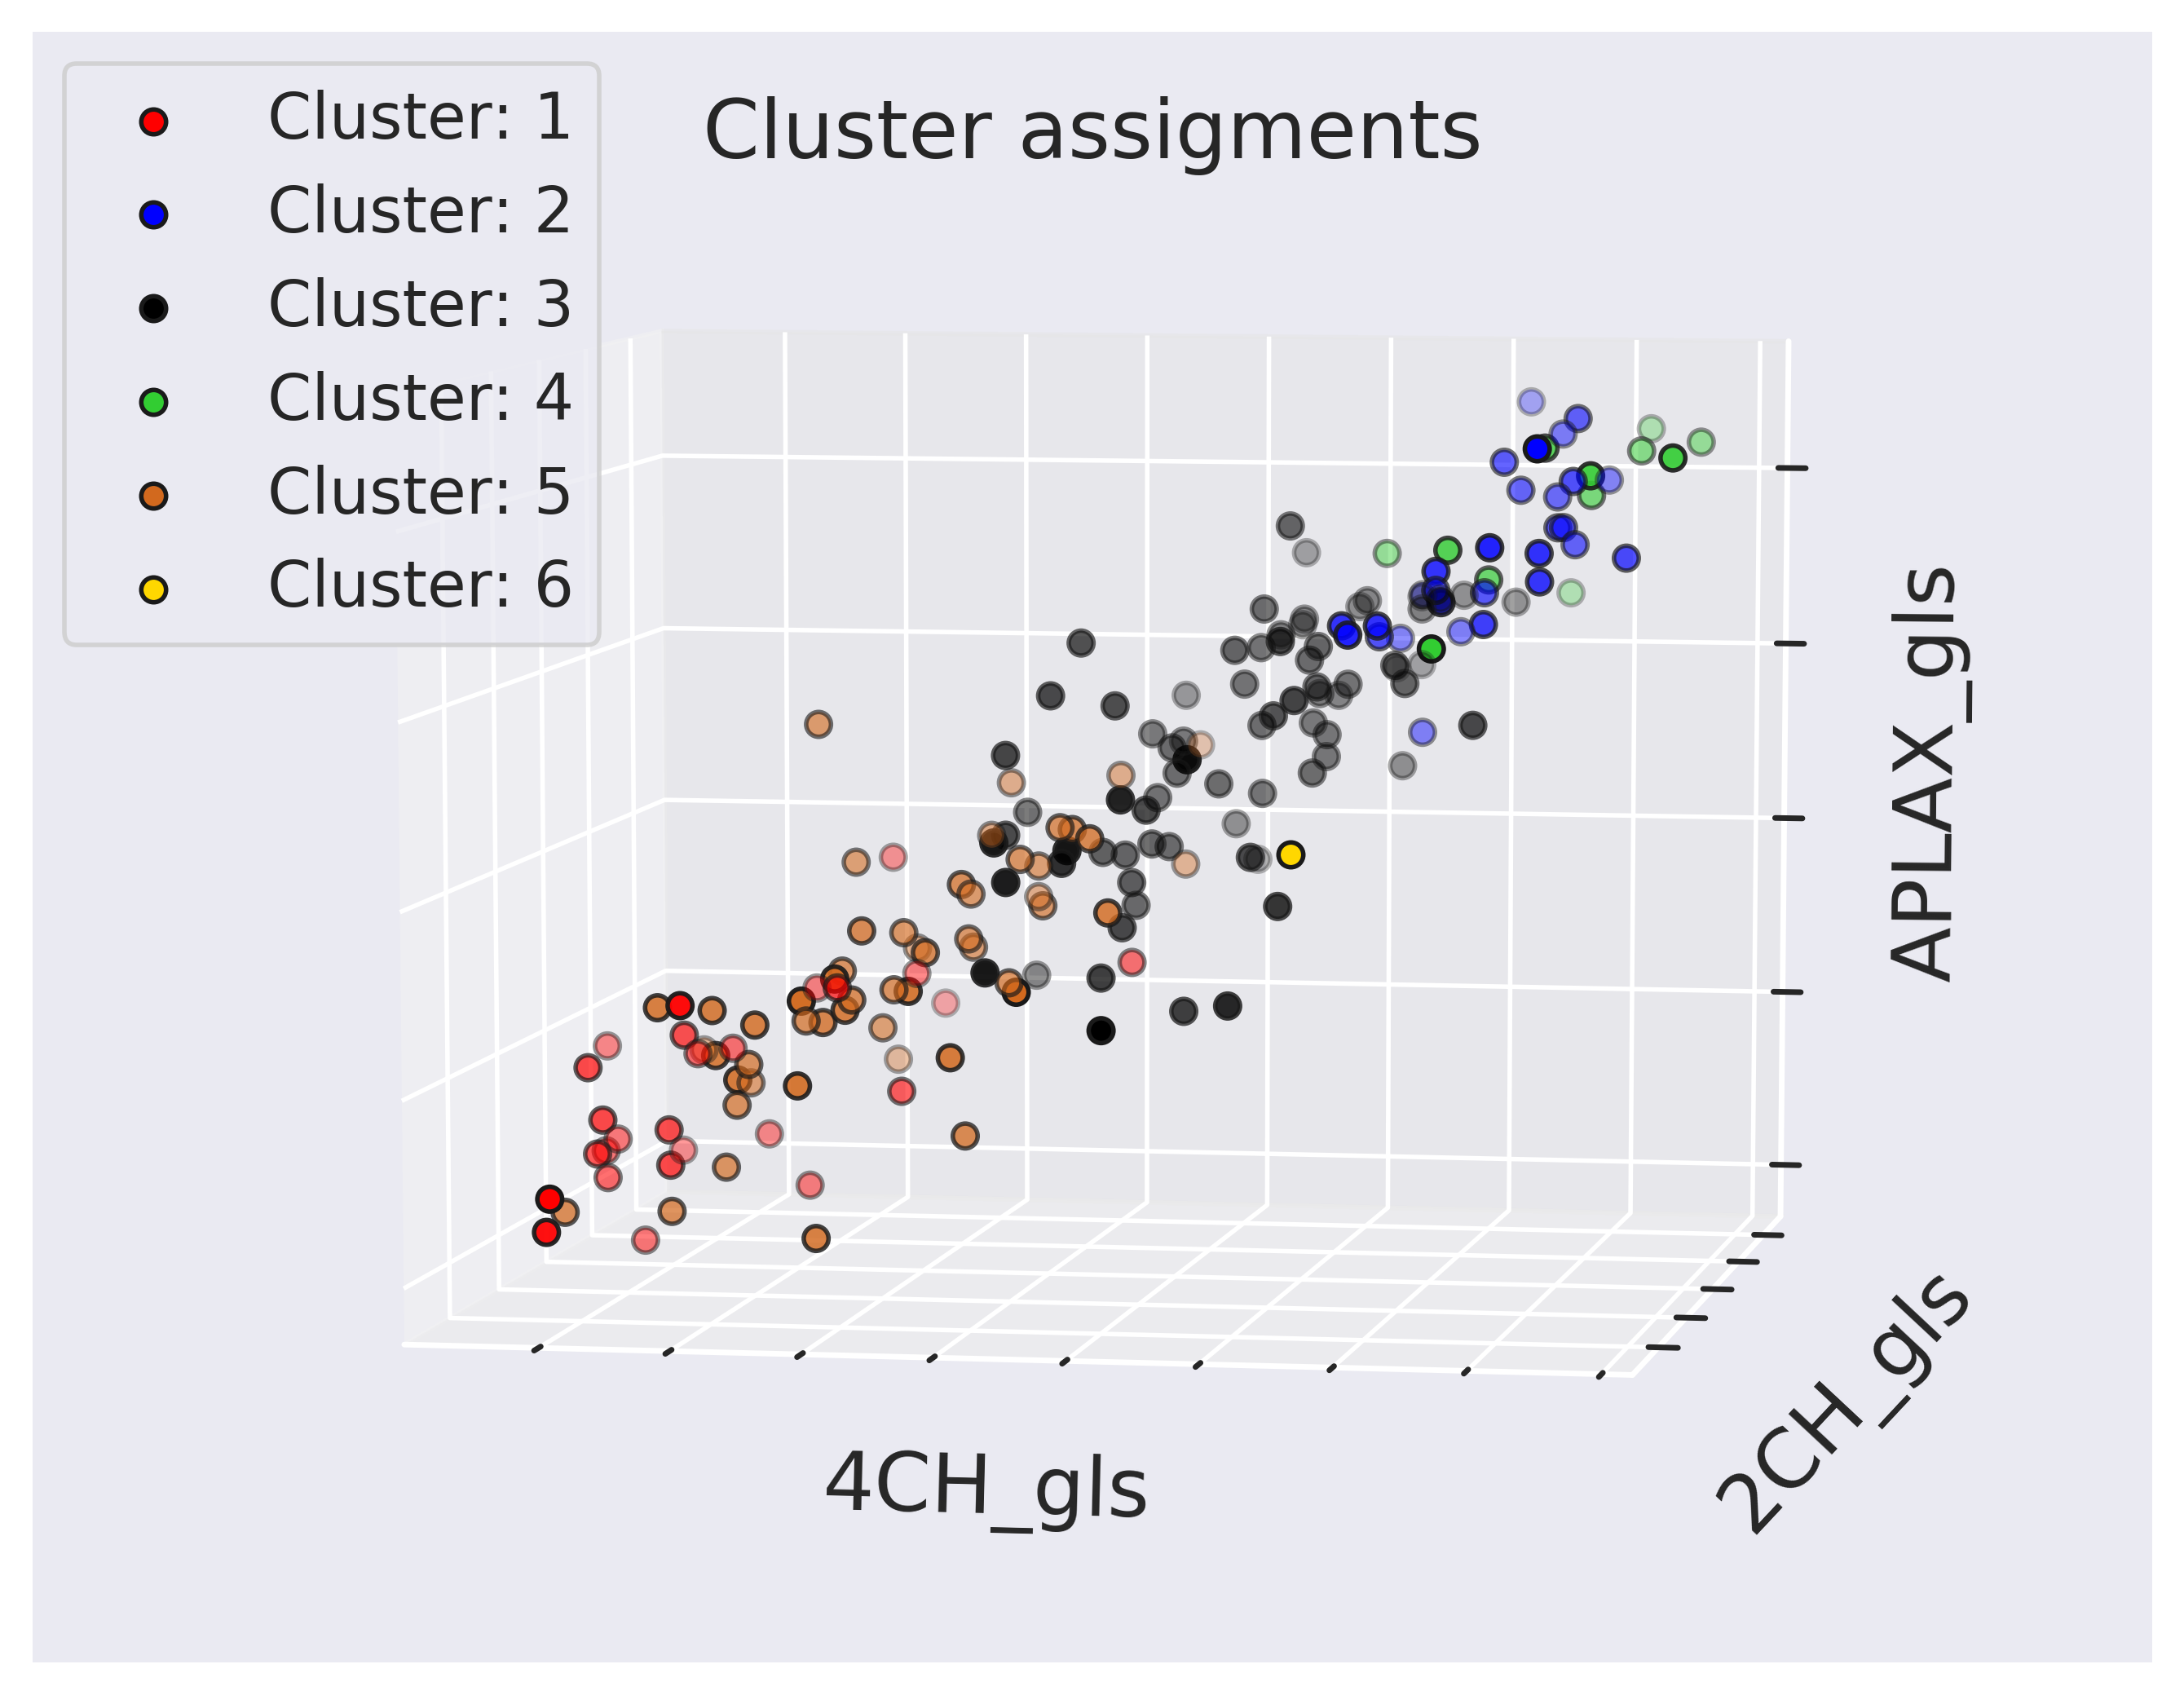 Cluster assigments
Cluster: 1
Cluster: 2
Cluster: 3
Cluster: 4
Cluster: 5
Cluster: 6
4CH_gls
2CH_gls
APLAX_gls